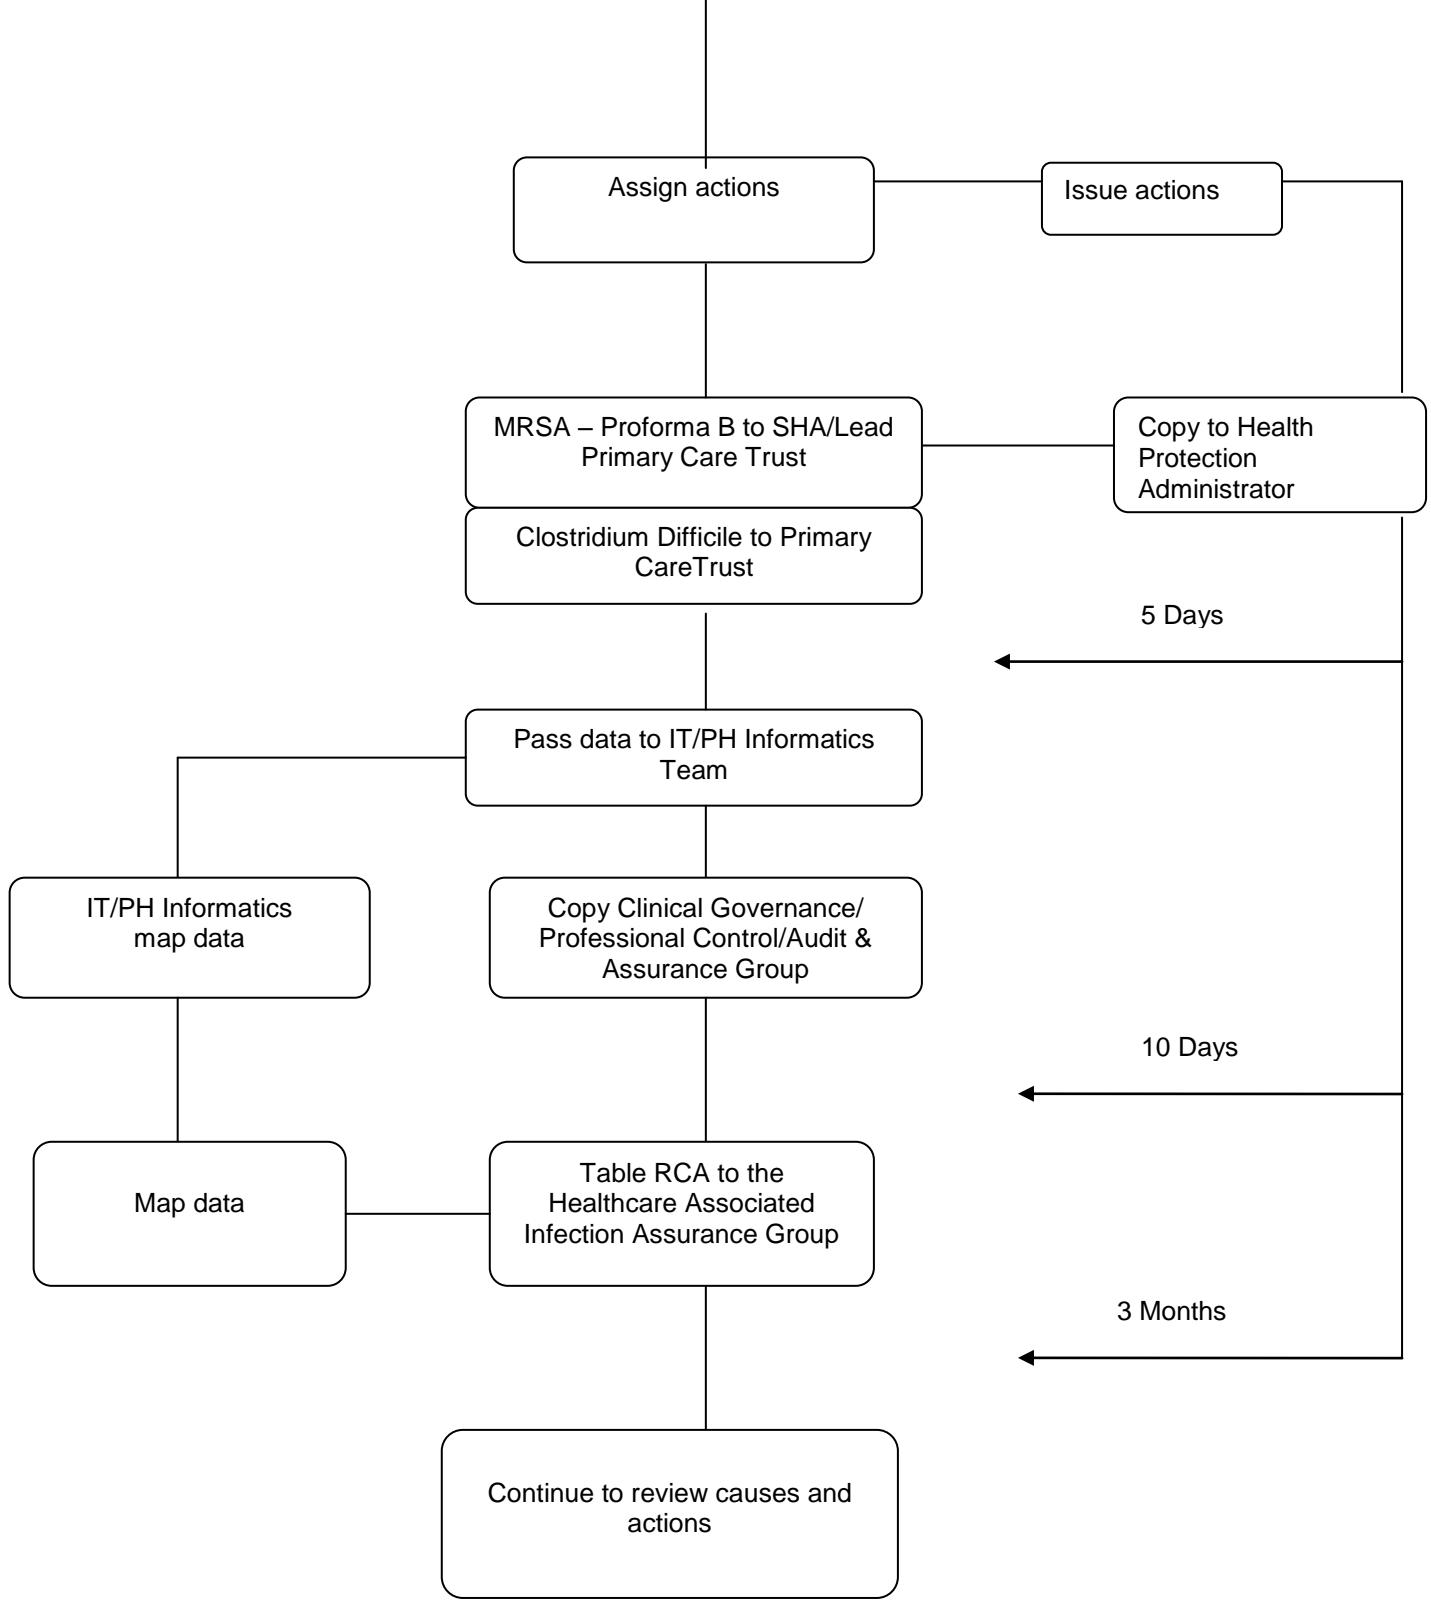 Assign actions
Issue actions
MRSA – Proforma B to SHA/Lead
Primary Care Trust
Copy to Health
Protection
Administrator
Clostridium Difficile to Primary
CareTrust
5 Days
Pass data to IT/PH Informatics
Team
IT/PH Informatics
map data
Copy Clinical Governance/
Professional Control/Audit &
Assurance Group
10 Days
Map data
Table RCA to the
Healthcare Associated
Infection Assurance Group
3 Months
Continue to review causes and
actions